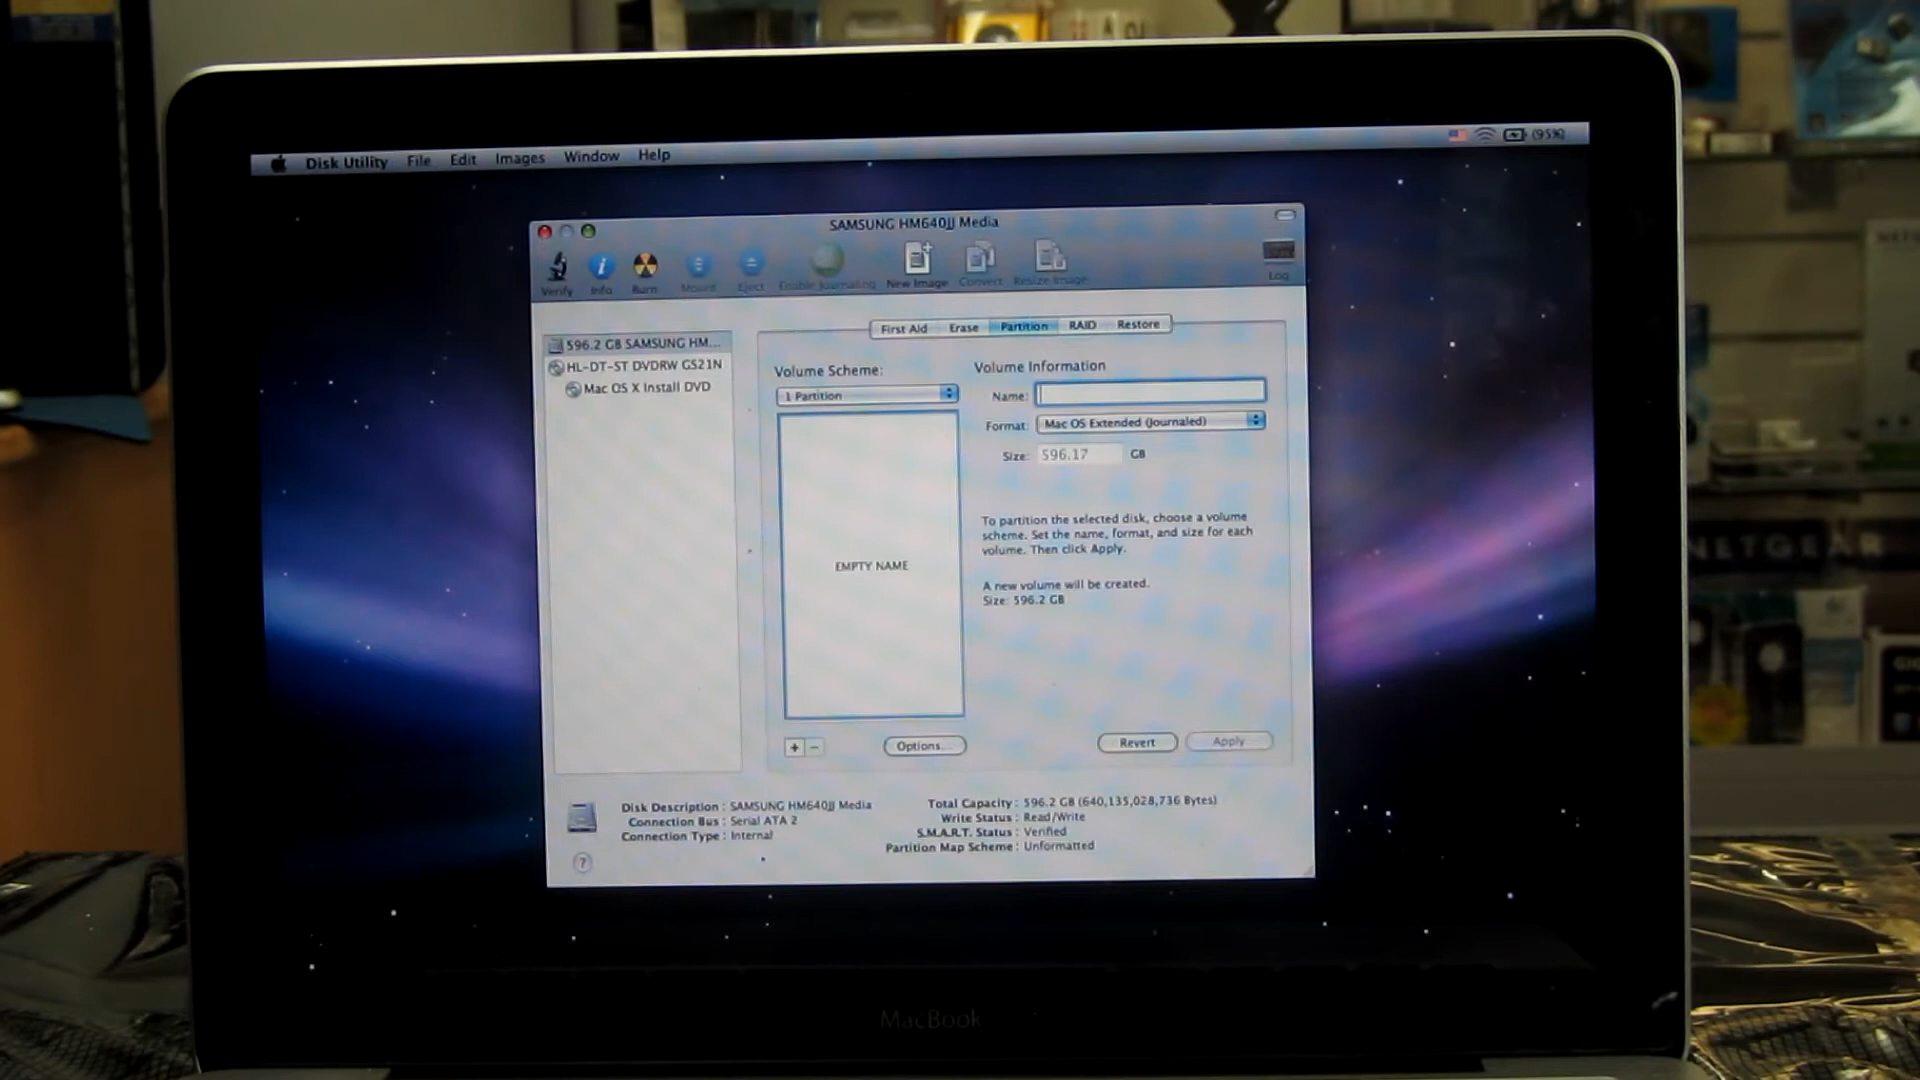 Disk Utility File Edit Images Window Help (95%)
SAMSUNG HM640JJ Media
Verify Info Burn Mount Eject Enable Journaling New Image Convert Resize Image Log
First Aid Erase Partition RAID Restore
596.2 GB SAMSUNG HM...
HL-DT-ST DVDRW GS21N
Mac OS X Install DVD
Volume Scheme:
1 Partition
EMPTY NAME
+ - Options...
Volume Information
Name:
Format: Mac OS Extended (Journaled)
Size: 596.17 GB
To partition the selected disk, choose a volume
scheme. Set the name, format, and size for each
volume. Then click Apply.
A new volume will be created.
Size: 596.2 GB
Revert Apply
Disk Description : SAMSUNG HM640JJ Media
Connection Bus : Serial ATA 2
Connection Type : Internal
Total Capacity : 596.2 GB (640,135,028,736 Bytes)
Write Status : Read/Write
S.M.A.R.T. Status : Verified
Partition Map Scheme : Unformatted
?
MacBook
NETGEAR